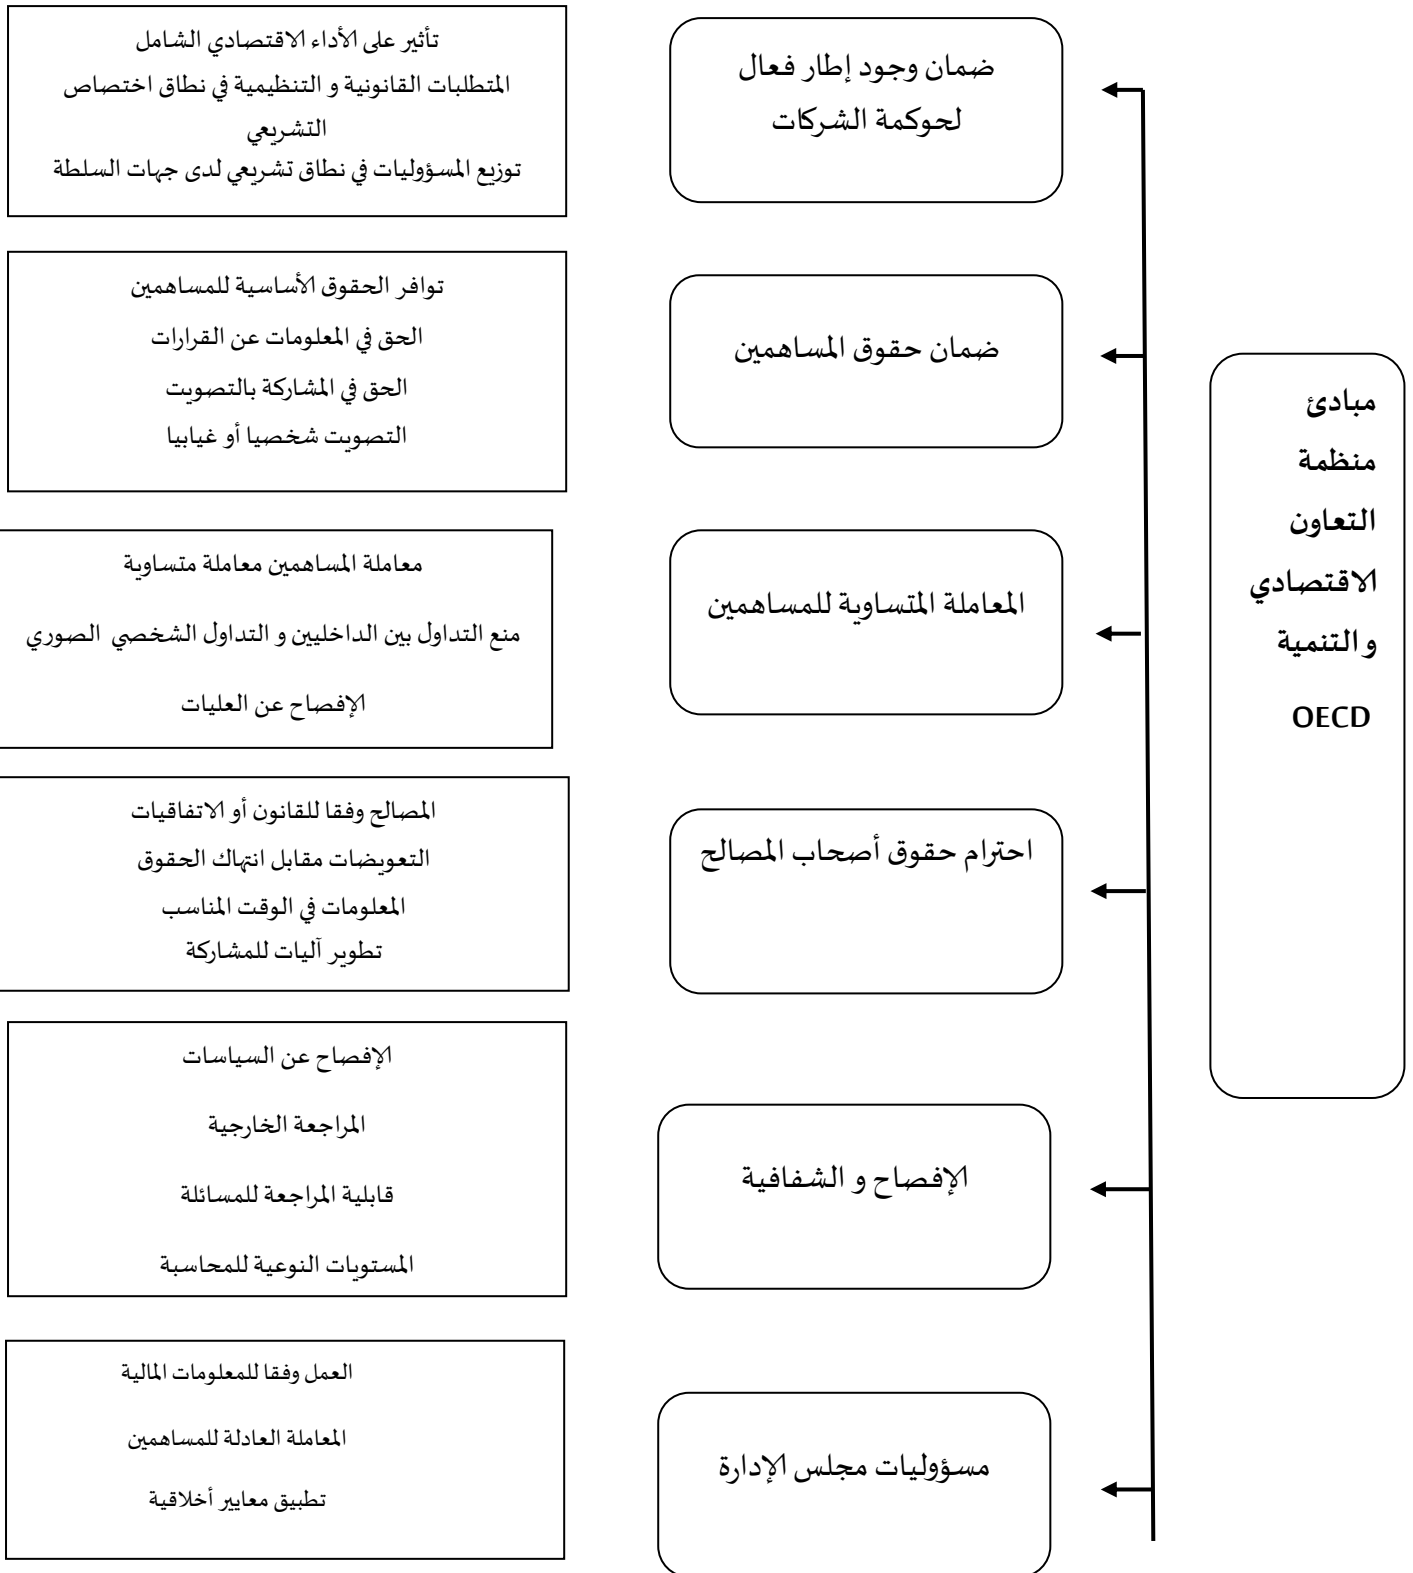 مبادئ
منظمة
التعاون
الاقتصادي
و التنمية
OECD
ضمان وجود إطار فعال
لحوكمة الشركات
تأثير على الأداء الاقتصادي الشامل
المتطلبات القانونية و التنظيمية في نطاق اختصاص
التشريعي
توزيع المسؤوليات في نطاق تشريعي لدى جهات السلطة
ضمان حقوق المساهمين
توافر الحقوق الأساسية للمساهمين
الحق في المعلومات عن القرارات
الحق في المشاركة بالتصويت
التصويت شخصيا أو غيابيا
المعاملة المتساوية للمساهمين
معاملة المساهمين معاملة متساوية
منع التداول بين الداخليين و التداول الشخصي الصوري
الإفصاح عن العليات
احترام حقوق أصحاب المصالح
المصالح وفقا للقانون أو الاتفاقيات
التعويضات مقابل انتهاك الحقوق
المعلومات في الوقت المناسب
تطوير آليات للمشاركة
الإفصاح و الشفافية
الإفصاح عن السياسات
المراجعة الخارجية
قابلية المراجعة للمسائلة
المستويات النوعية للمحاسبة
مسؤوليات مجلس الإدارة
العمل وفقا للمعلومات المالية
المعاملة العادلة للمساهمين
تطبيق معايير أخلاقية